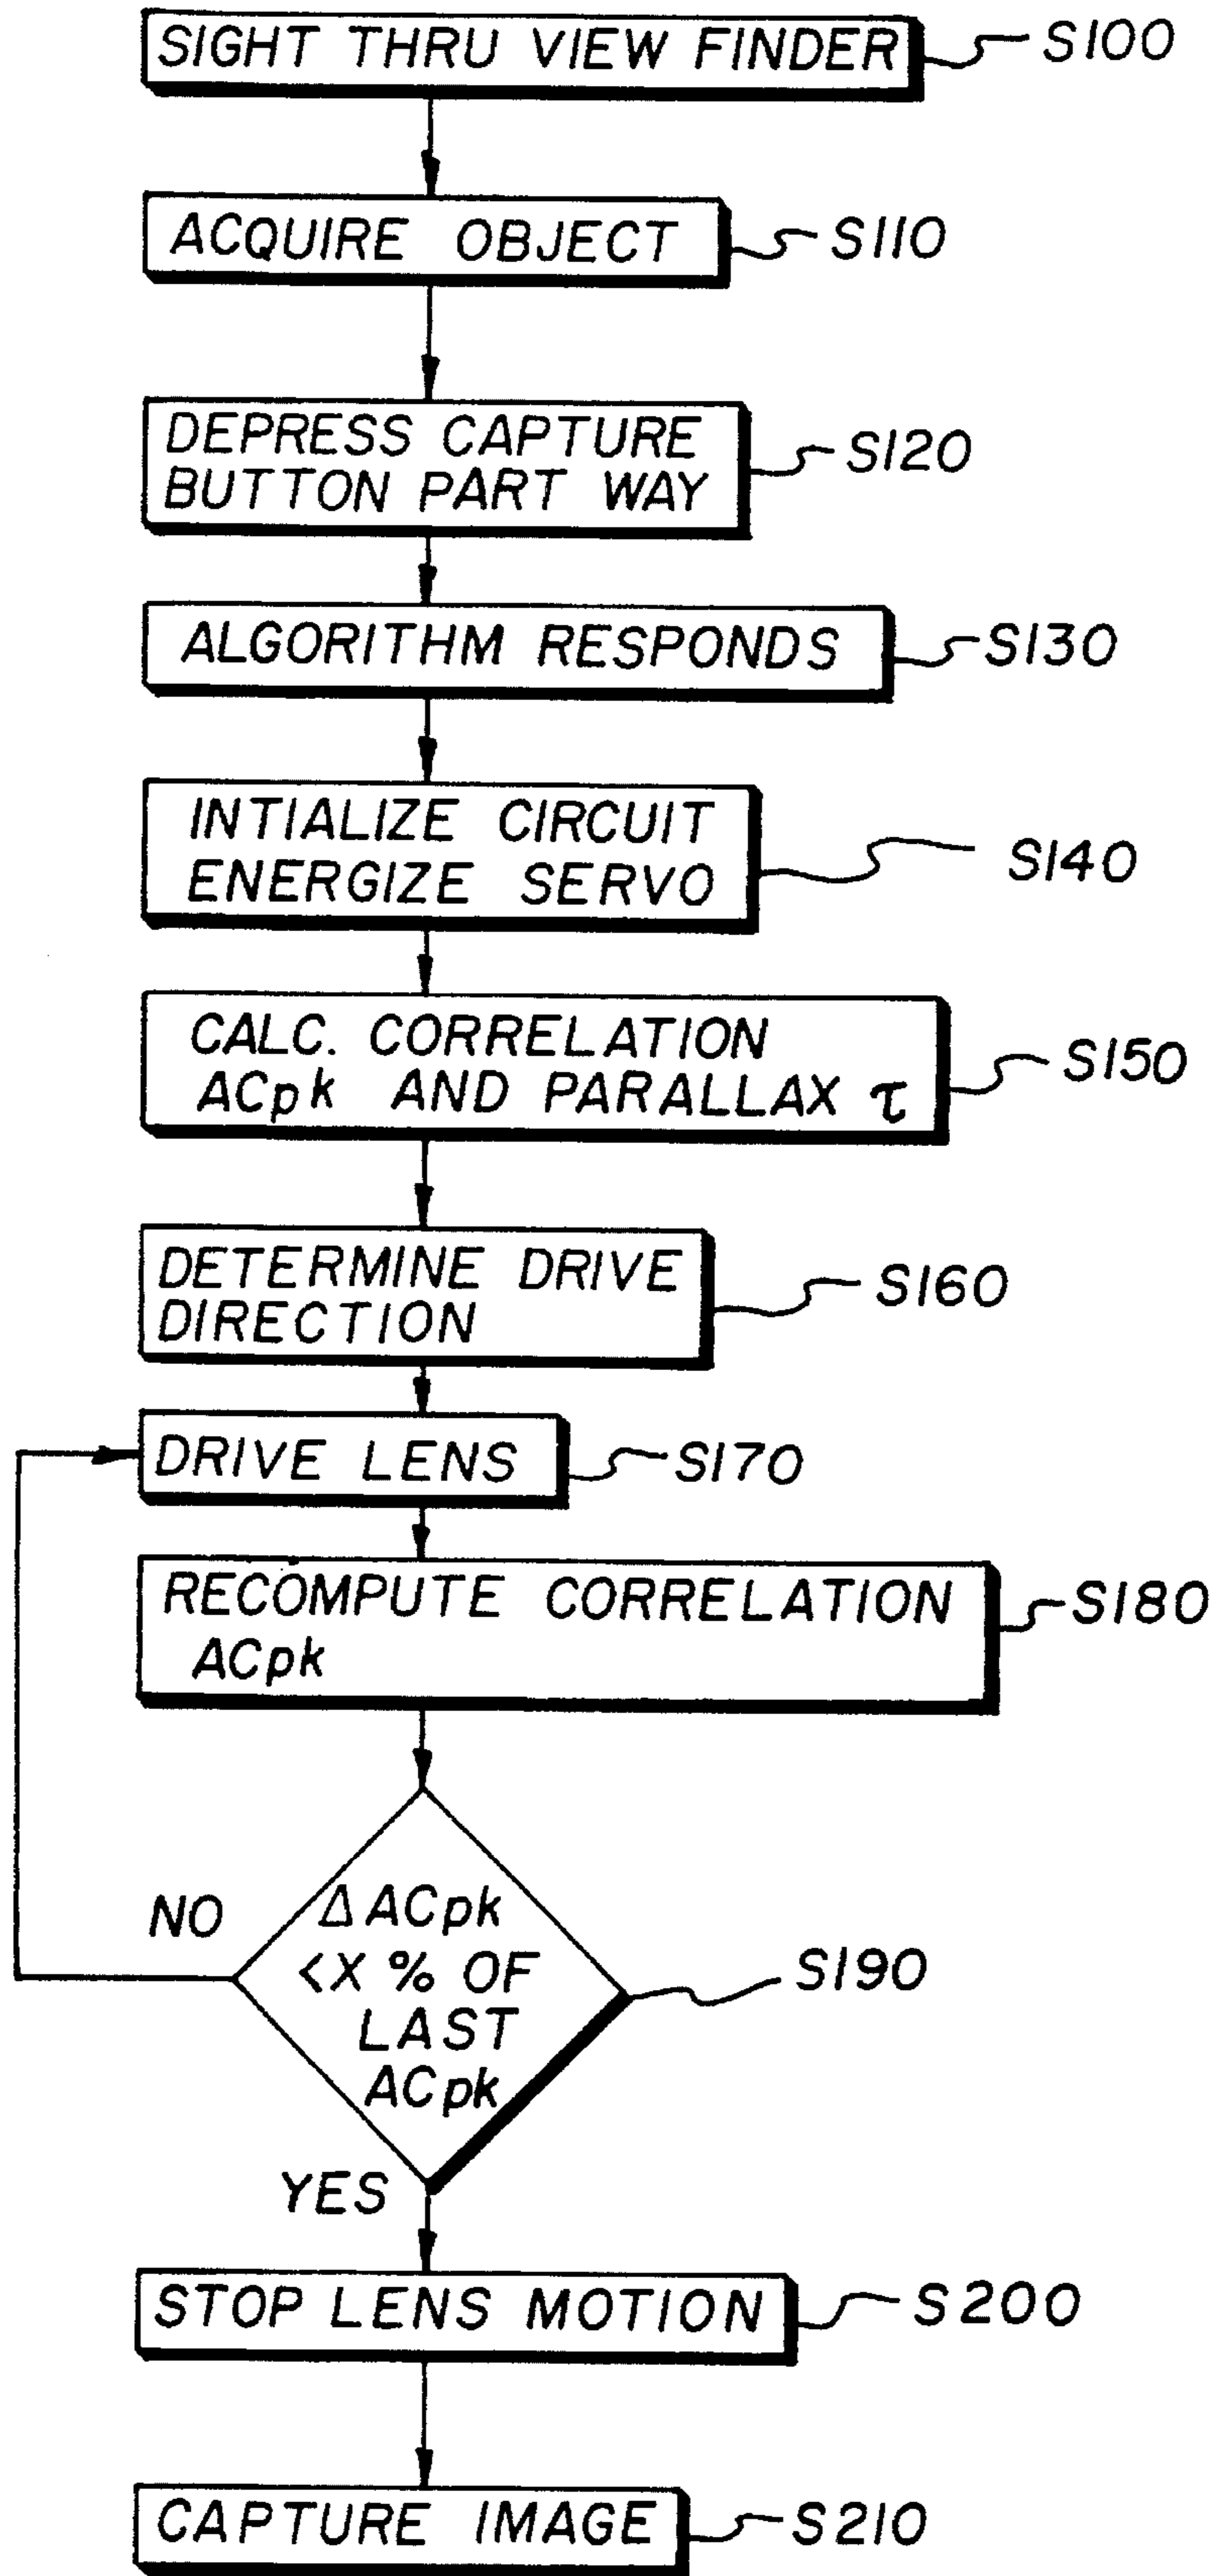 SIGHT THRU VIEW FINDER S100
ACQUIRE OBJECT S110
DEPRESS CAPTURE
BUTTON PART WAY
S120
ALGORITHM RESPONDS S130
INTIALIZE CIRCUIT
ENERGIZE SERVO
S140
CALC. CORRELATION
ACpk AND PARALLAX τ
S150
DETERMINE DRIVE
DIRECTION
S160
DRIVE LENS S170
RECOMPUTE CORRELATION
ACpk
S180
NO
Δ ACpk
<X % OF
LAST
ACpk
S190
YES
STOP LENS MOTION S200
CAPTURE IMAGE S210